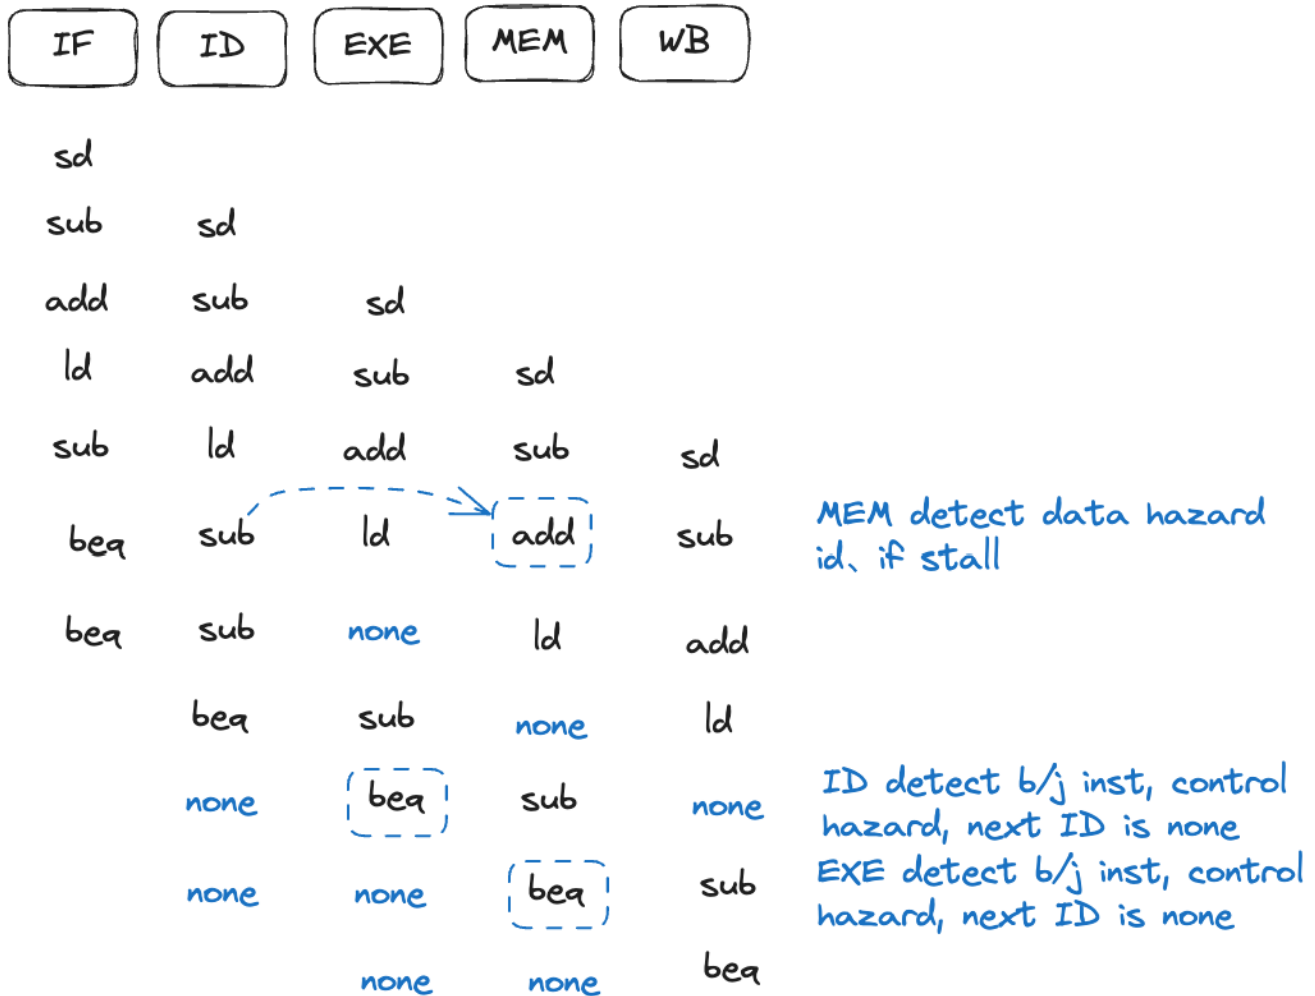 IF ID EXE MEM WB
sd
sub sd
add sub sd
ld add sub sd
sub ld add sub sd
beq sub ld add sub
MEM detect data hazard
id、if stall
beq sub none ld add
beq sub none ld
none beq sub none
ID detect b/j inst, control
hazard, next ID is none
none none beq sub
EXE detect b/j inst, control
hazard, next ID is none
none none beq